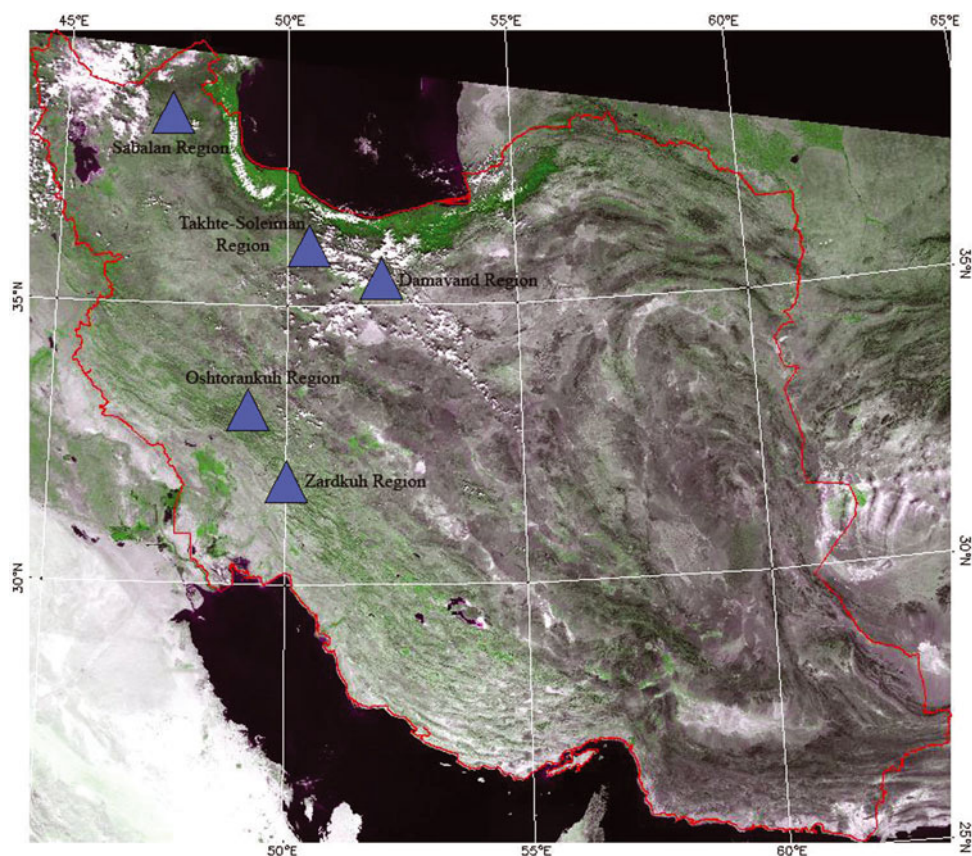 45°E
50°E
55°E
60°E
65°E
Sabalan Region
Takhte-Soleiman
Region
Damavand Region
35°N
35°N
Oshtorankuh Region
Zardkuh Region
30°N
30°N
25°N
50°E
55°E
60°E